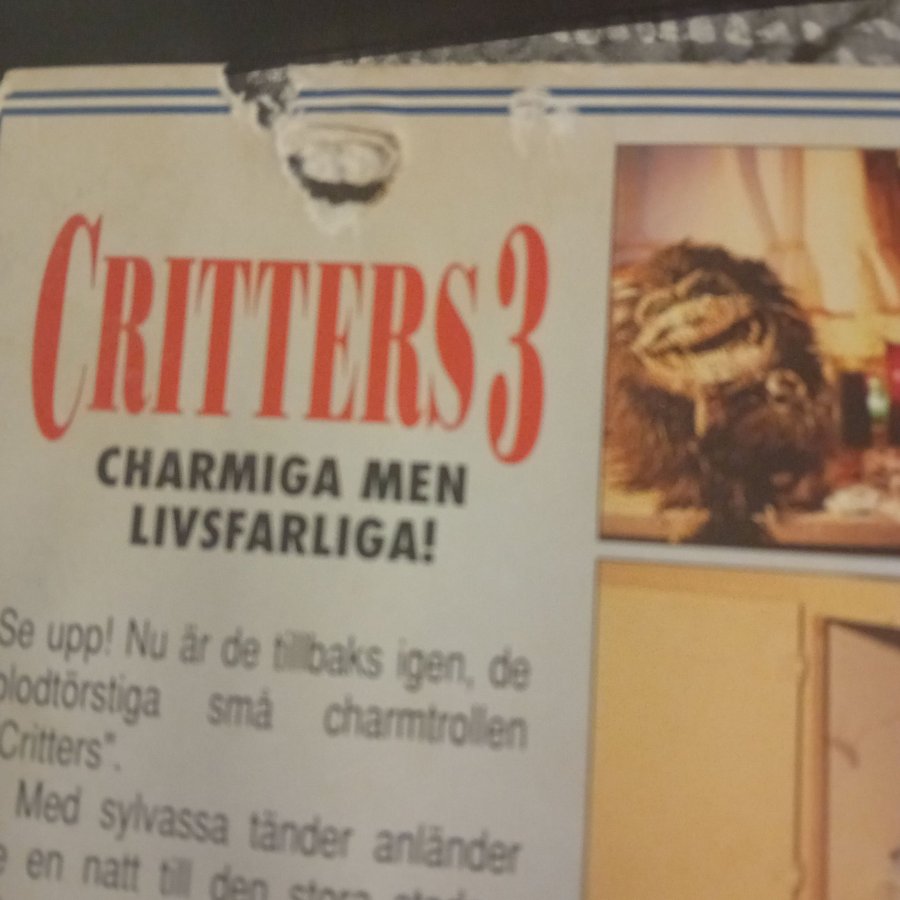 CRITTERS 3
CHARMIGA MEN
LIVSFARLIGA!
Se upp! Nu är de tillbaks igen, de
blodtörstiga små charmtrollen
Critters".
Med sylvassa tänder anländer
en natt till den stora